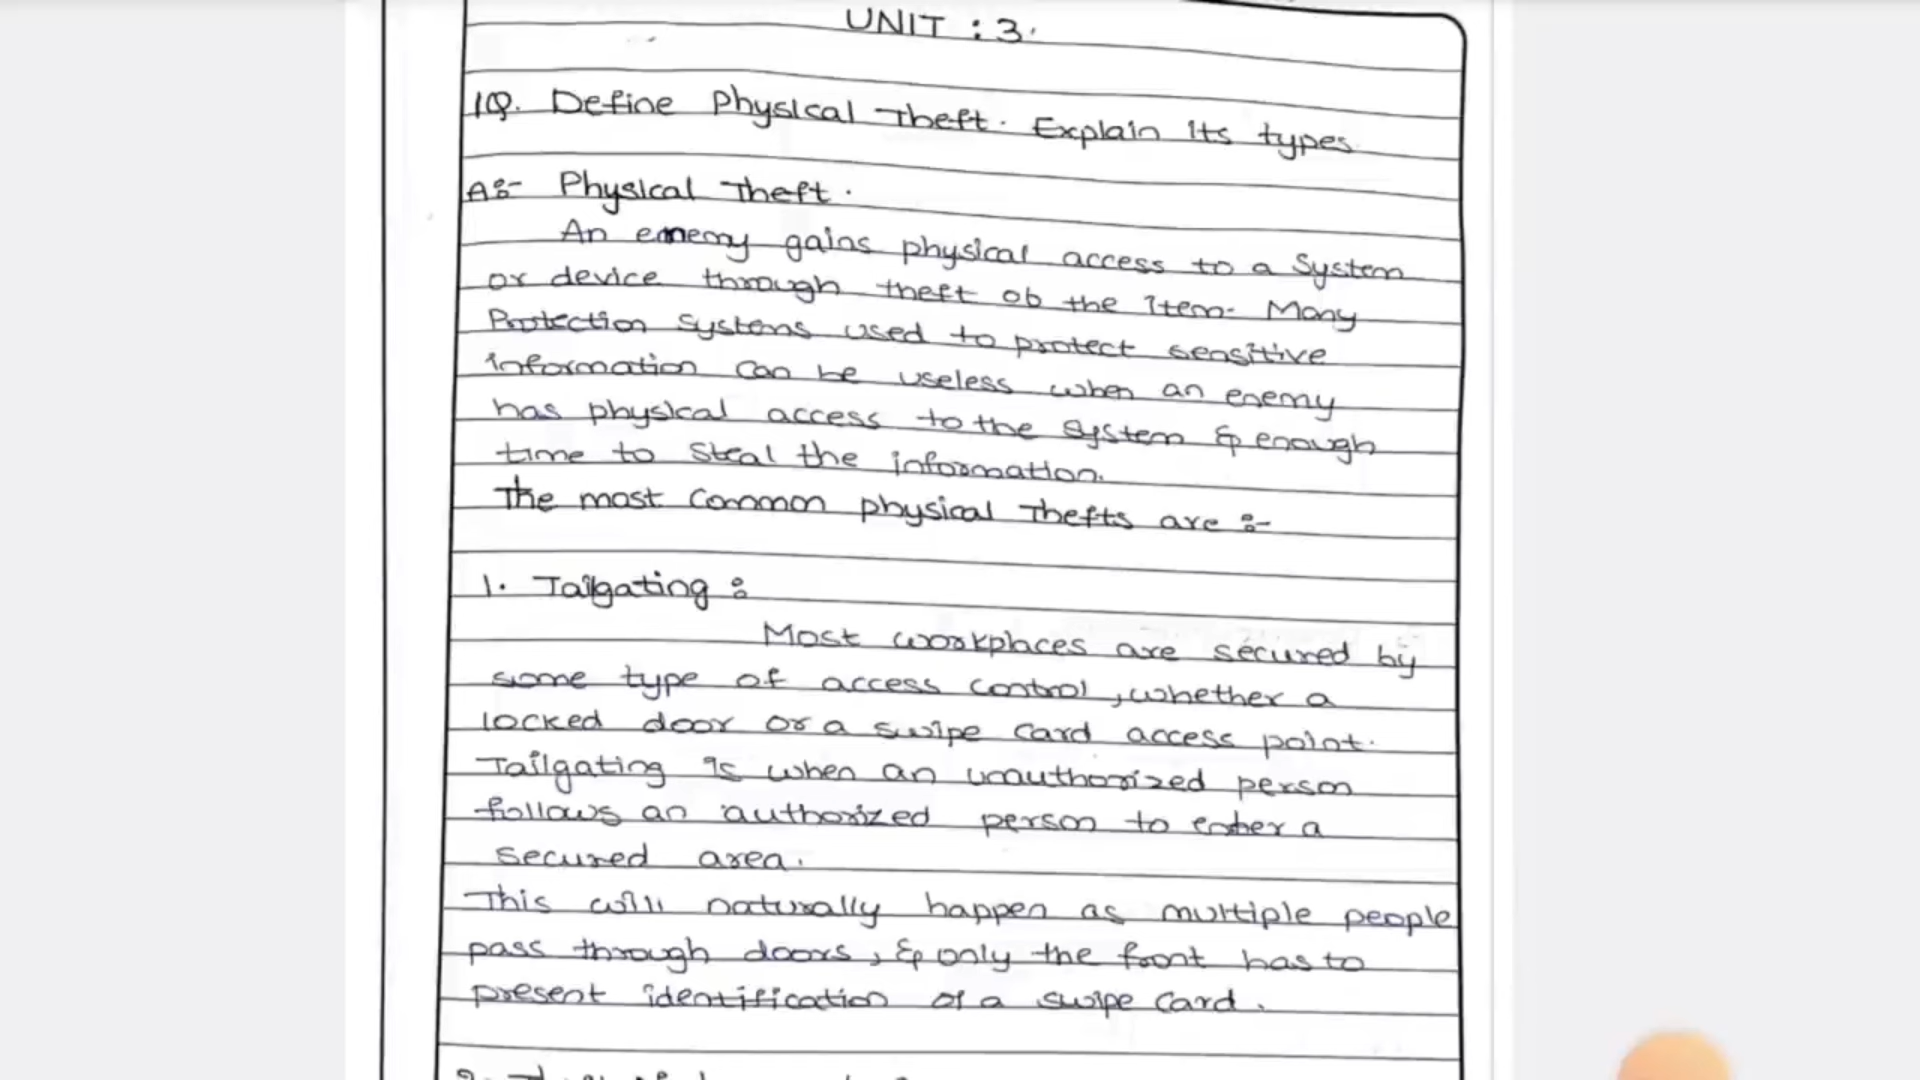 UNIT : 3.
1Q. Define Physical Theft. Explain its types.
A:- Physical Theft.
An enemy gains physical access to a System
or device through theft ob the item. Many
Protection systems used to protect sensitive
information can be useless when an enemy
has physical access to the system & enough
time to steal the information.
The most common physical Thefts are :-
1. Tailgating :
Most workplaces are secured by
some type of access control, whether a
locked door or a swipe card access point.
Tailgating is when an unauthorized person
follows an authorized person to enter a
secured area.
This will naturally happen as multiple people
pass through doors, & only the front has to
present identification of a swipe card.